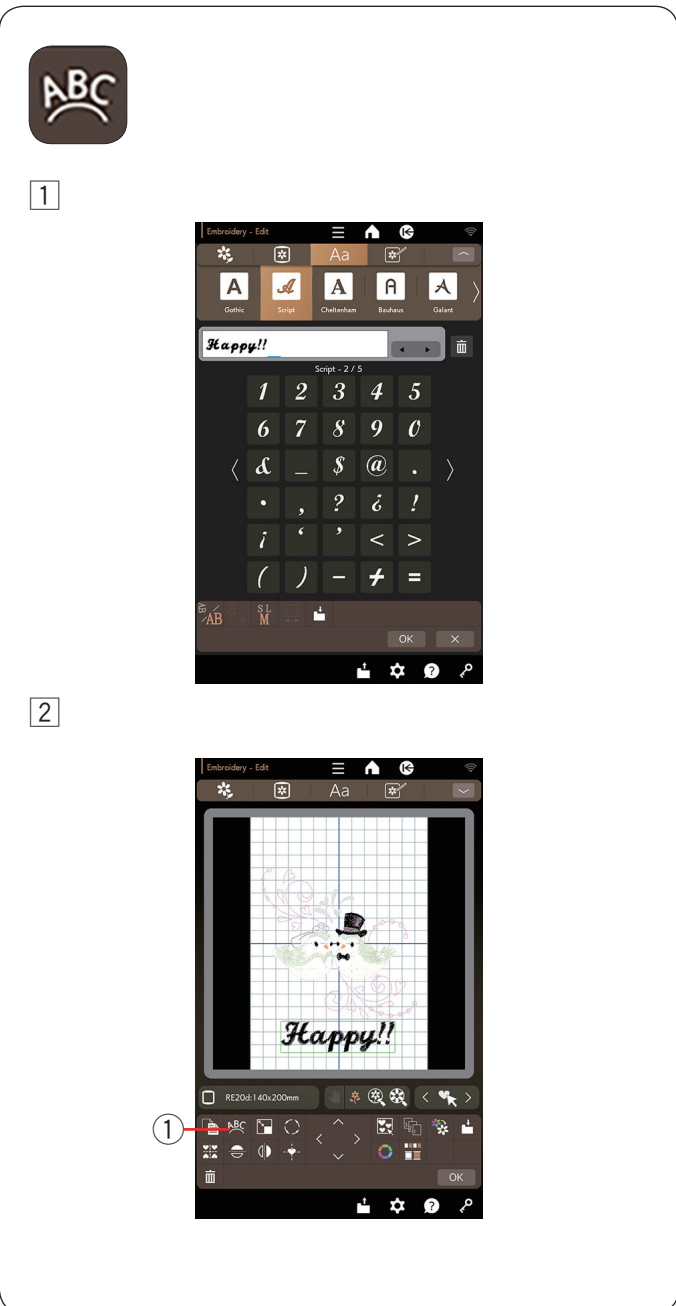 ABC
1
Embroidery - Edit
Aa
A A A A A
Gothic Script Cheltenham Bauhaus Galant
Happy!!
Script - 2 / 5
1 2 3 4 5
6 7 8 9 0
& _ $ @ .
· , ? ¿ !
¡ ‘ ’ < >
( ) - + =
AB
AB
S L
M
OK ×
?
2
Embroidery - Edit
Aa
Happy!!
RE20d:140x200mm
1
ABC
OK
?